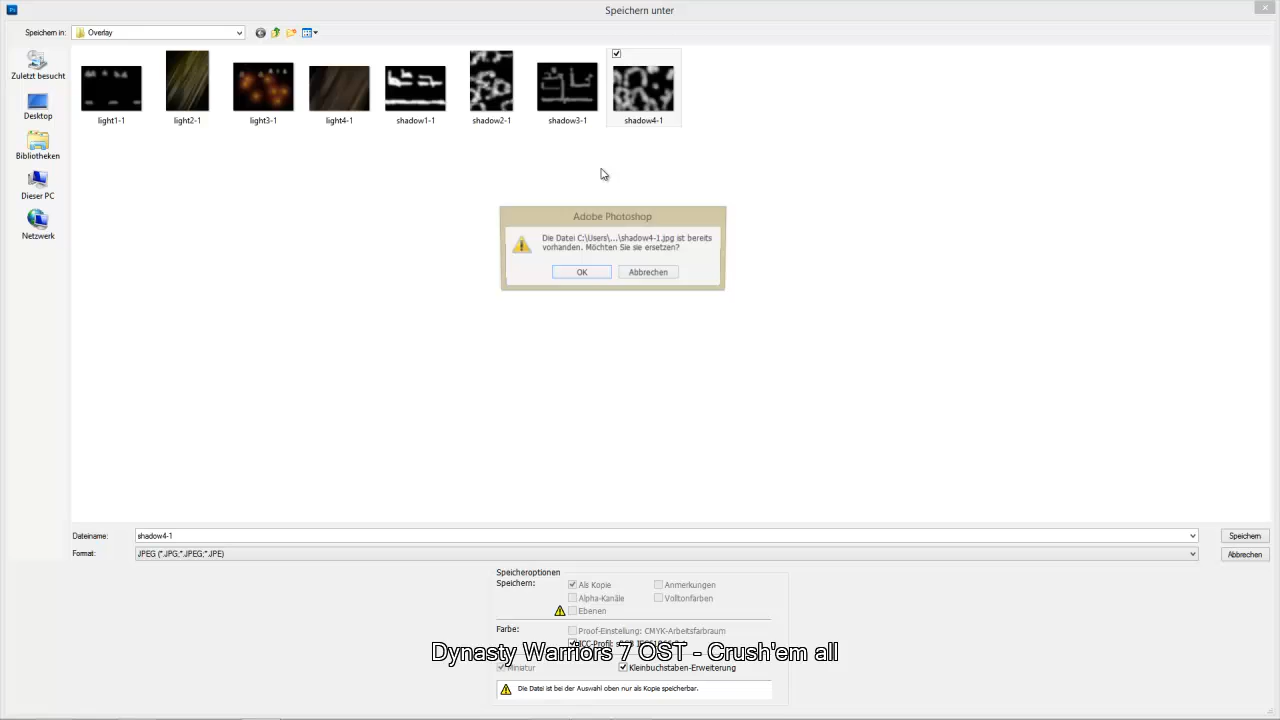 Speichern unter
Speichern in:
Overlay
Zuletzt besucht
Desktop
Bibliotheken
Dieser PC
Netzwerk
light1-1
light2-1
light3-1
light4-1
shadow1-1
shadow2-1
shadow3-1
shadow4-1
Adobe Photoshop
Die Datei C:\Users\...\shadow4-1.jpg ist bereits
vorhanden. Möchten Sie sie ersetzen?
OK
Abbrechen
Dateiname:
shadow4-1
Speichern
Format:
JPEG (*.JPG;*.JPEG;*.JPE)
Abbrechen
Speicheroptionen
Speichern:
Als Kopie
Anmerkungen
Alpha-Kanäle
Volltonfarben
Ebenen
Farbe:
Proof-Einstellung: CMYK-Arbeitsfarbraum
Dynasty Warriors 7 OST - Crush'em all
Miniatur
Kleinbuchstaben-Erweiterung
Die Datei ist bei der Auswahl oben nur als Kopie speicherbar.